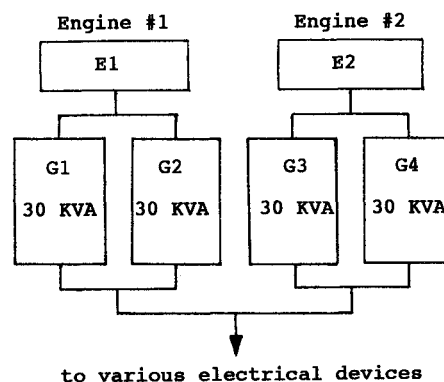 Engine #1 Engine #2
E1 E2
G1 G2 G3 G4
30 KVA 30 KVA 30 KVA 30 KVA
to various electrical devices